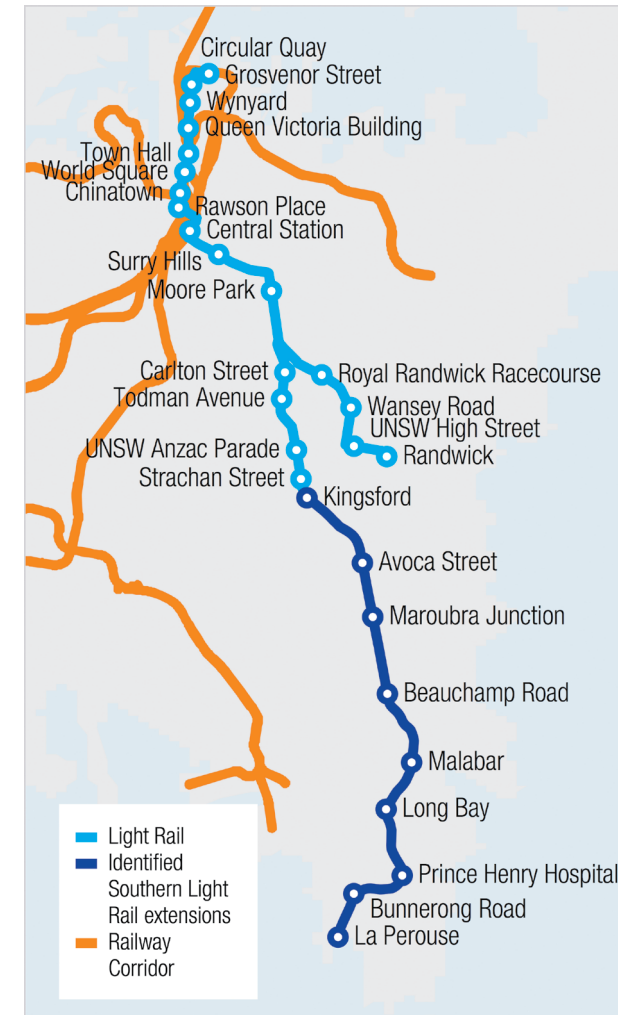 Circular Quay
Grosvenor Street
Wynyard
Queen Victoria Building
Town Hall
World Square
Chinatown
Rawson Place
Central Station
Surry Hills
Moore Park
Carlton Street
Royal Randwick Racecourse
Todman Avenue
Wansey Road
UNSW High Street
UNSW Anzac Parade
Randwick
Strachan Street
Kingsford
Avoca Street
Maroubra Junction
Beauchamp Road
Malabar
Long Bay
Prince Henry Hospital
Bunnerong Road
La Perouse
Light Rail
Identified
Southern Light
Rail extensions
Railway
Corridor